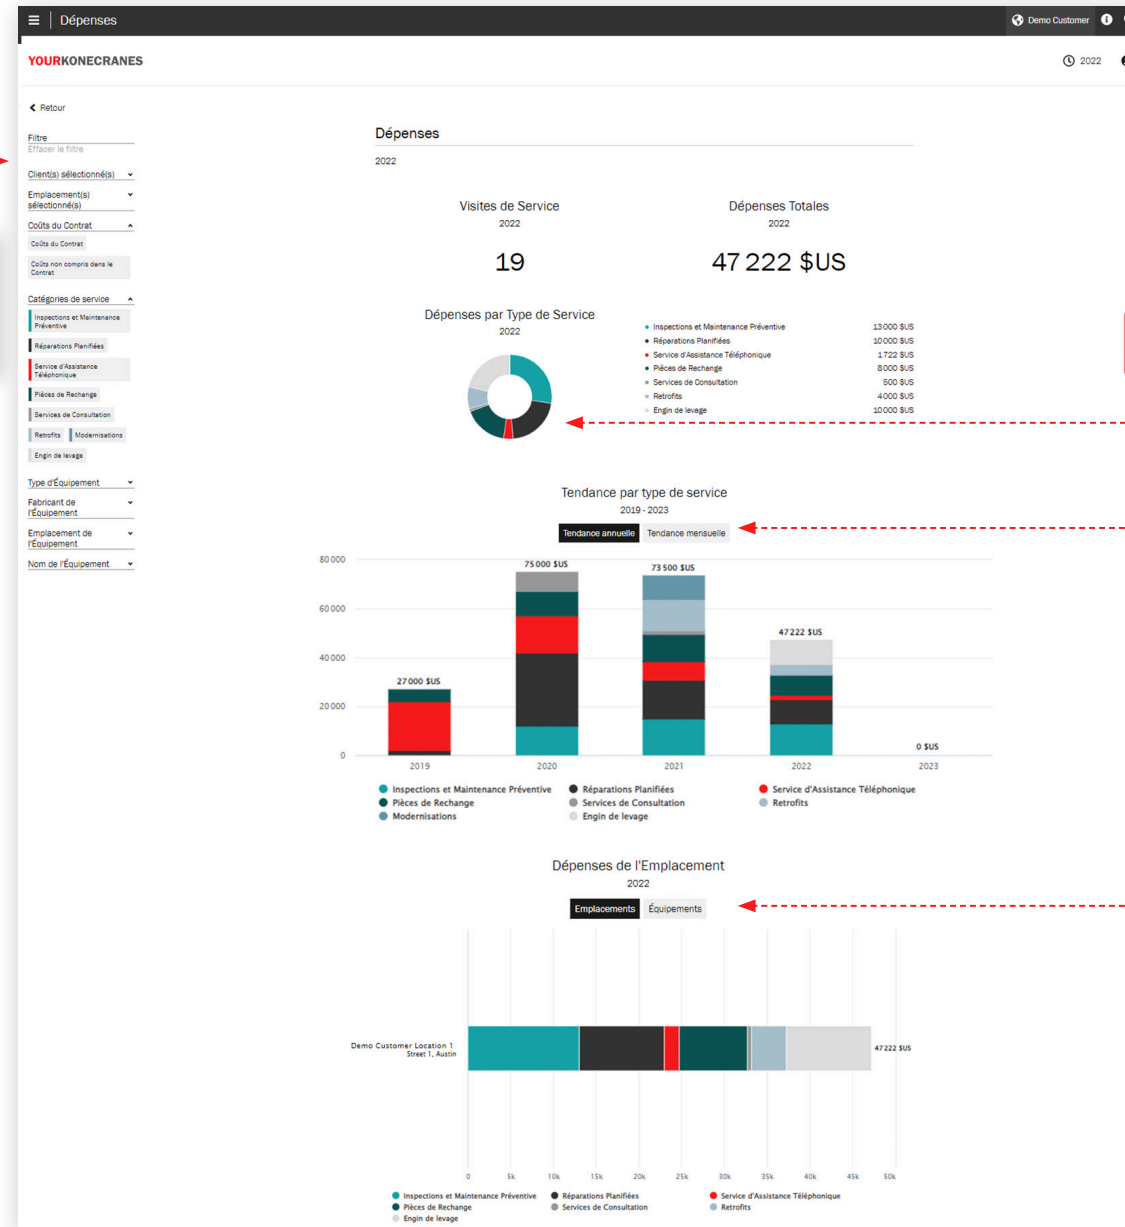 Dépenses
Demo Customer
YOURKONECRANES
2022
Retour
Filtre
Effacer le filtre
Client(s) sélectionné(s)
Emplacement(s)
sélectionné(s)
Coûts du Contrat
Coûts du Contrat
Coûts non compris dans le
Contrat
Catégories de service
Inspections et Maintenance
Préventive
Réparations Planifiées
Service d'Assistance
Téléphonique
Pièces de Rechange
Services de Consultation
Retrofits Modernisations
Engin de levage
Type d'Équipement
Fabricant de
l'Équipement
Emplacement de
l'Équipement
Nom de l'Équipement
Dépenses
2022
Visites de Service
2022
19
Dépenses Totales
2022
47 222 $US
Dépenses par Type de Service
2022
Inspections et Maintenance Préventive 13 000 $US
Réparations Planifiées 10 000 $US
Service d'Assistance Téléphonique 1 722 $US
Pièces de Rechange 8 000 $US
Services de Consultation 500 $US
Retrofits 4 000 $US
Engin de levage 10 000 $US
Tendance par type de service
2019 - 2023
Tendance annuelle Tendance mensuelle
80 000
60 000
40 000
20 000
0
27 000 $US
75 000 $US
73 500 $US
47 222 $US
0 $US
2019 2020 2021 2022 2023
Inspections et Maintenance Préventive Réparations Planifiées Service d'Assistance Téléphonique
Pièces de Rechange Services de Consultation Retrofits
Modernisations Engin de levage
Dépenses de l'Emplacement
2022
Emplacements Équipements
Demo Customer Location 1
Street 1, Austin
47 222 $US
0 5k 10k 15k 20k 25k 30k 35k 40k 45k 50k
Inspections et Maintenance Préventive Réparations Planifiées Service d'Assistance Téléphonique
Pièces de Rechange Services de Consultation Retrofits
Engin de levage